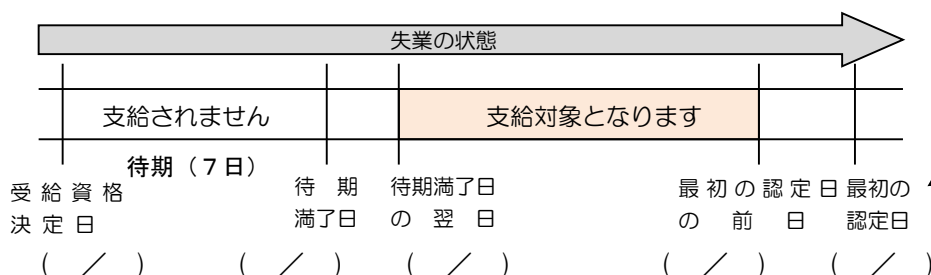 失業の状態
支給されません
支給対象となります
待期（7日）
受給資格
決定日
待期
満了日
待期満了日
の翌日
最初の認定日
の前日
最初の
認定日
（　／　）
（　／　）
（　／　）
（　／　）
（　／　）